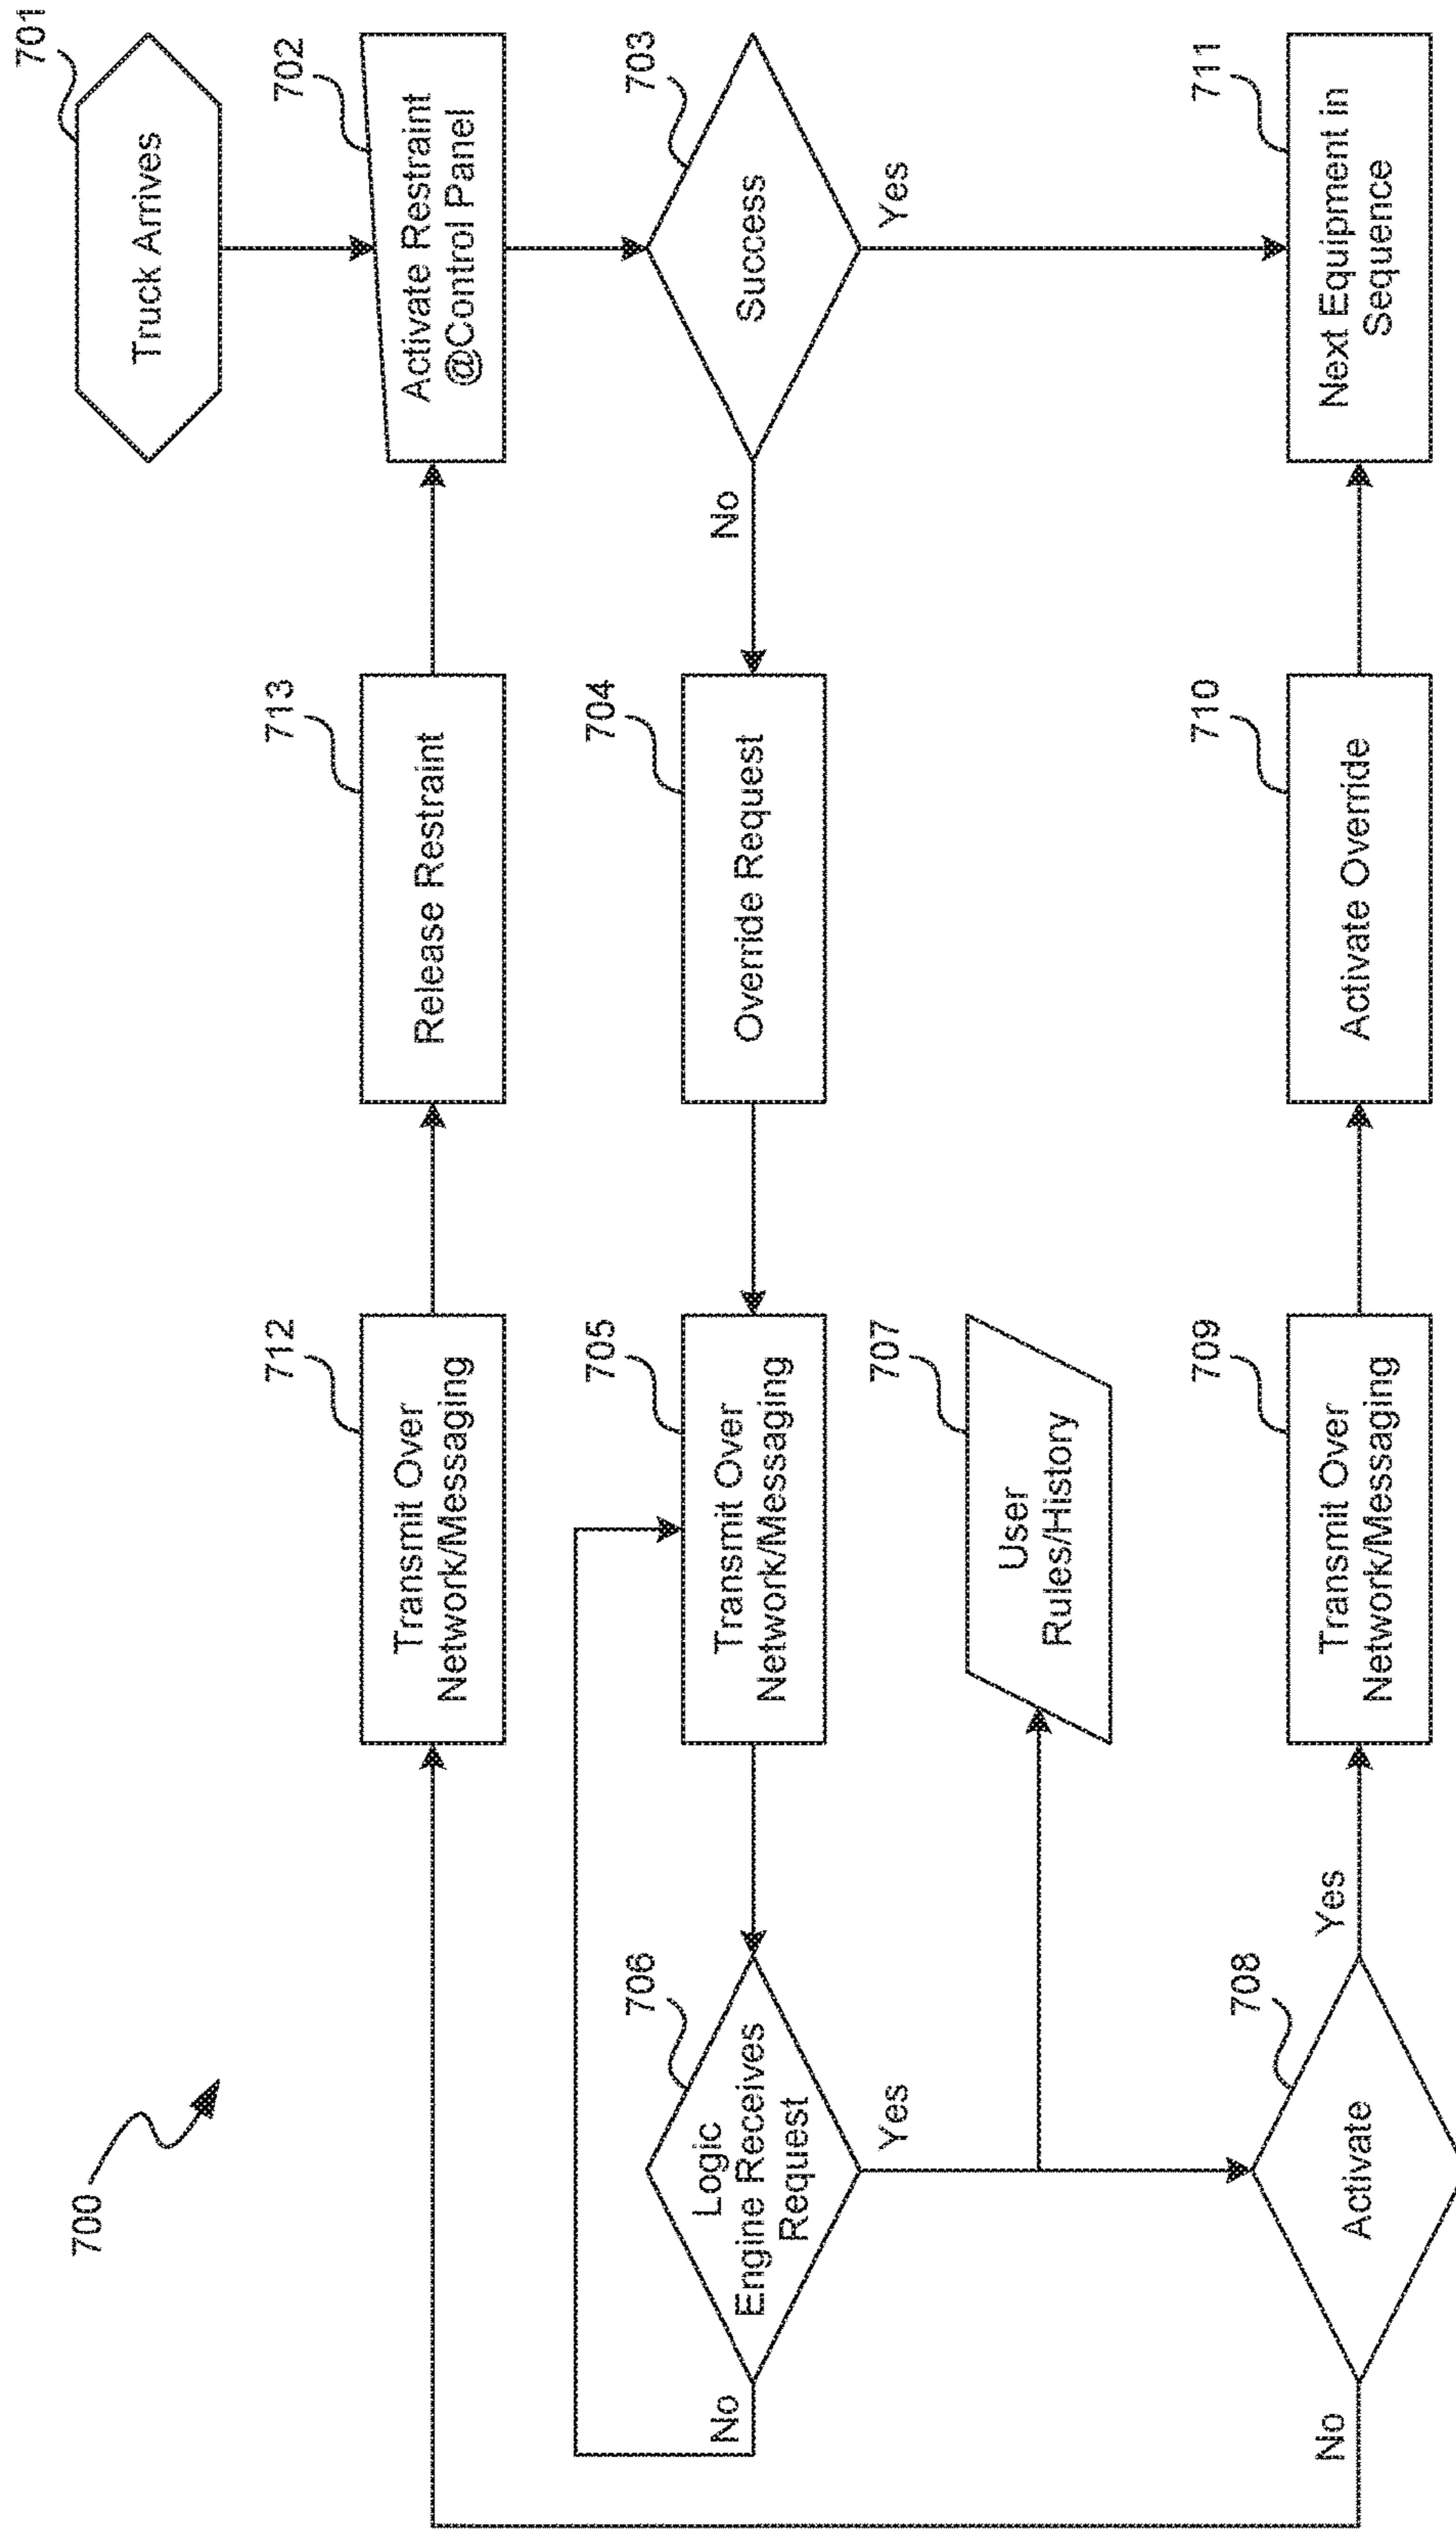 700
701
Truck Arrives
712
Transmit Over
Network/Messaging
713
Release Restraint
702
Activate Restraint
@Control Panel
706
Logic
Engine Receives
Request
No
Yes
705
Transmit Over
Network/Messaging
704
Override Request
No
703
Success
Yes
707
User
Rules/History
708
Activate
No
Yes
709
Transmit Over
Network/Messaging
710
Activate Override
711
Next Equipment in
Sequence